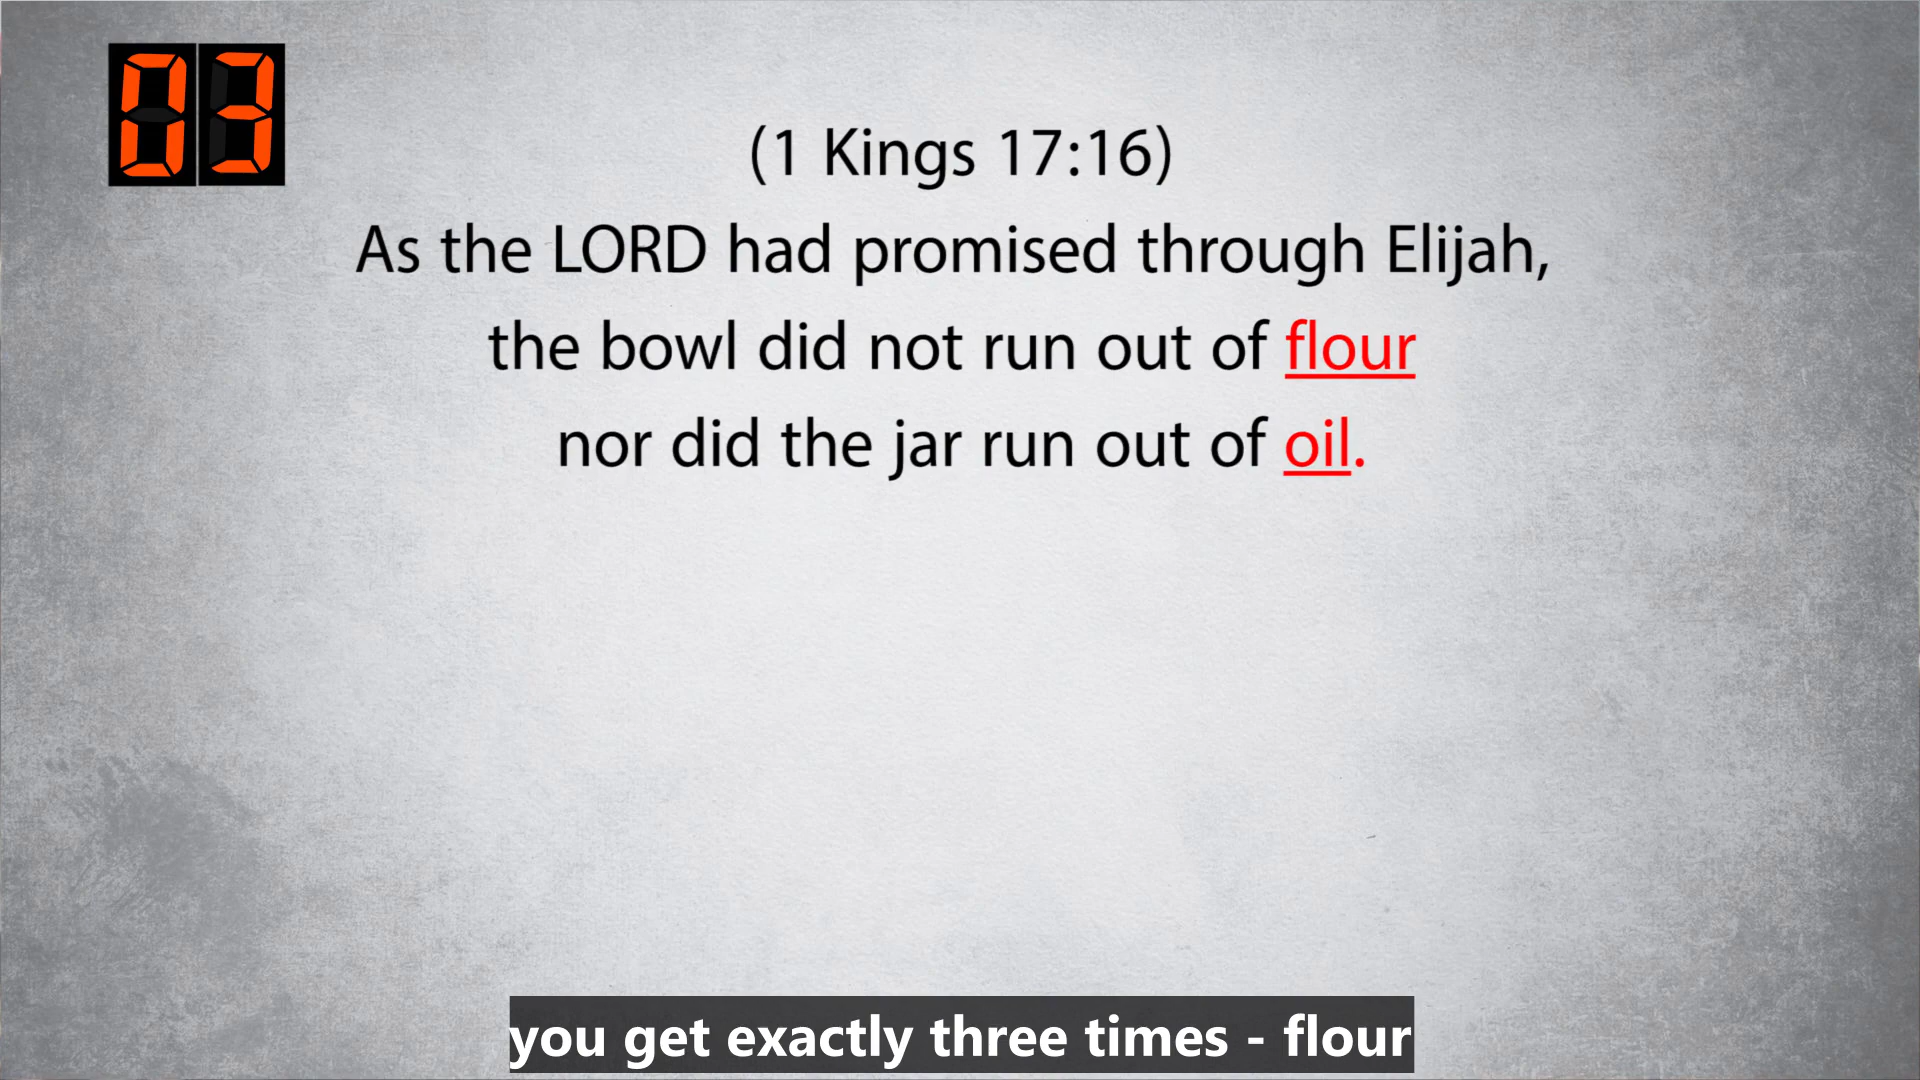 03
(1 Kings 17:16)
As the LORD had promised through Elijah,
the bowl did not run out of flour
nor did the jar run out of oil.
you get exactly three times - flour